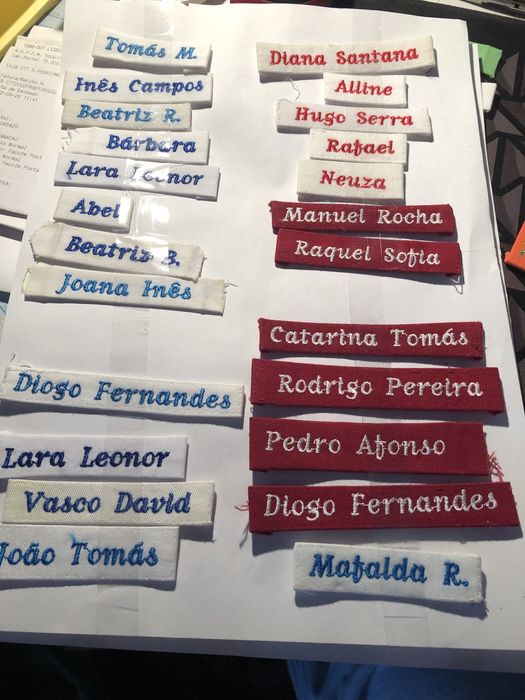 Tomás M.
Inês Campos
Beatriz R.
Bárbara
Lara Leonor
Abel
Beatriz B.
Joana Inês
Diogo Fernandes
Lara Leonor
Vasco David
João Tomás
Diana Santana
Alline
Hugo Serra
Rafael
Neuza
Manuel Rocha
Raquel Sofia
Catarina Tomás
Rodrigo Pereira
Pedro Afonso
Diogo Fernandes
Mafalda R.